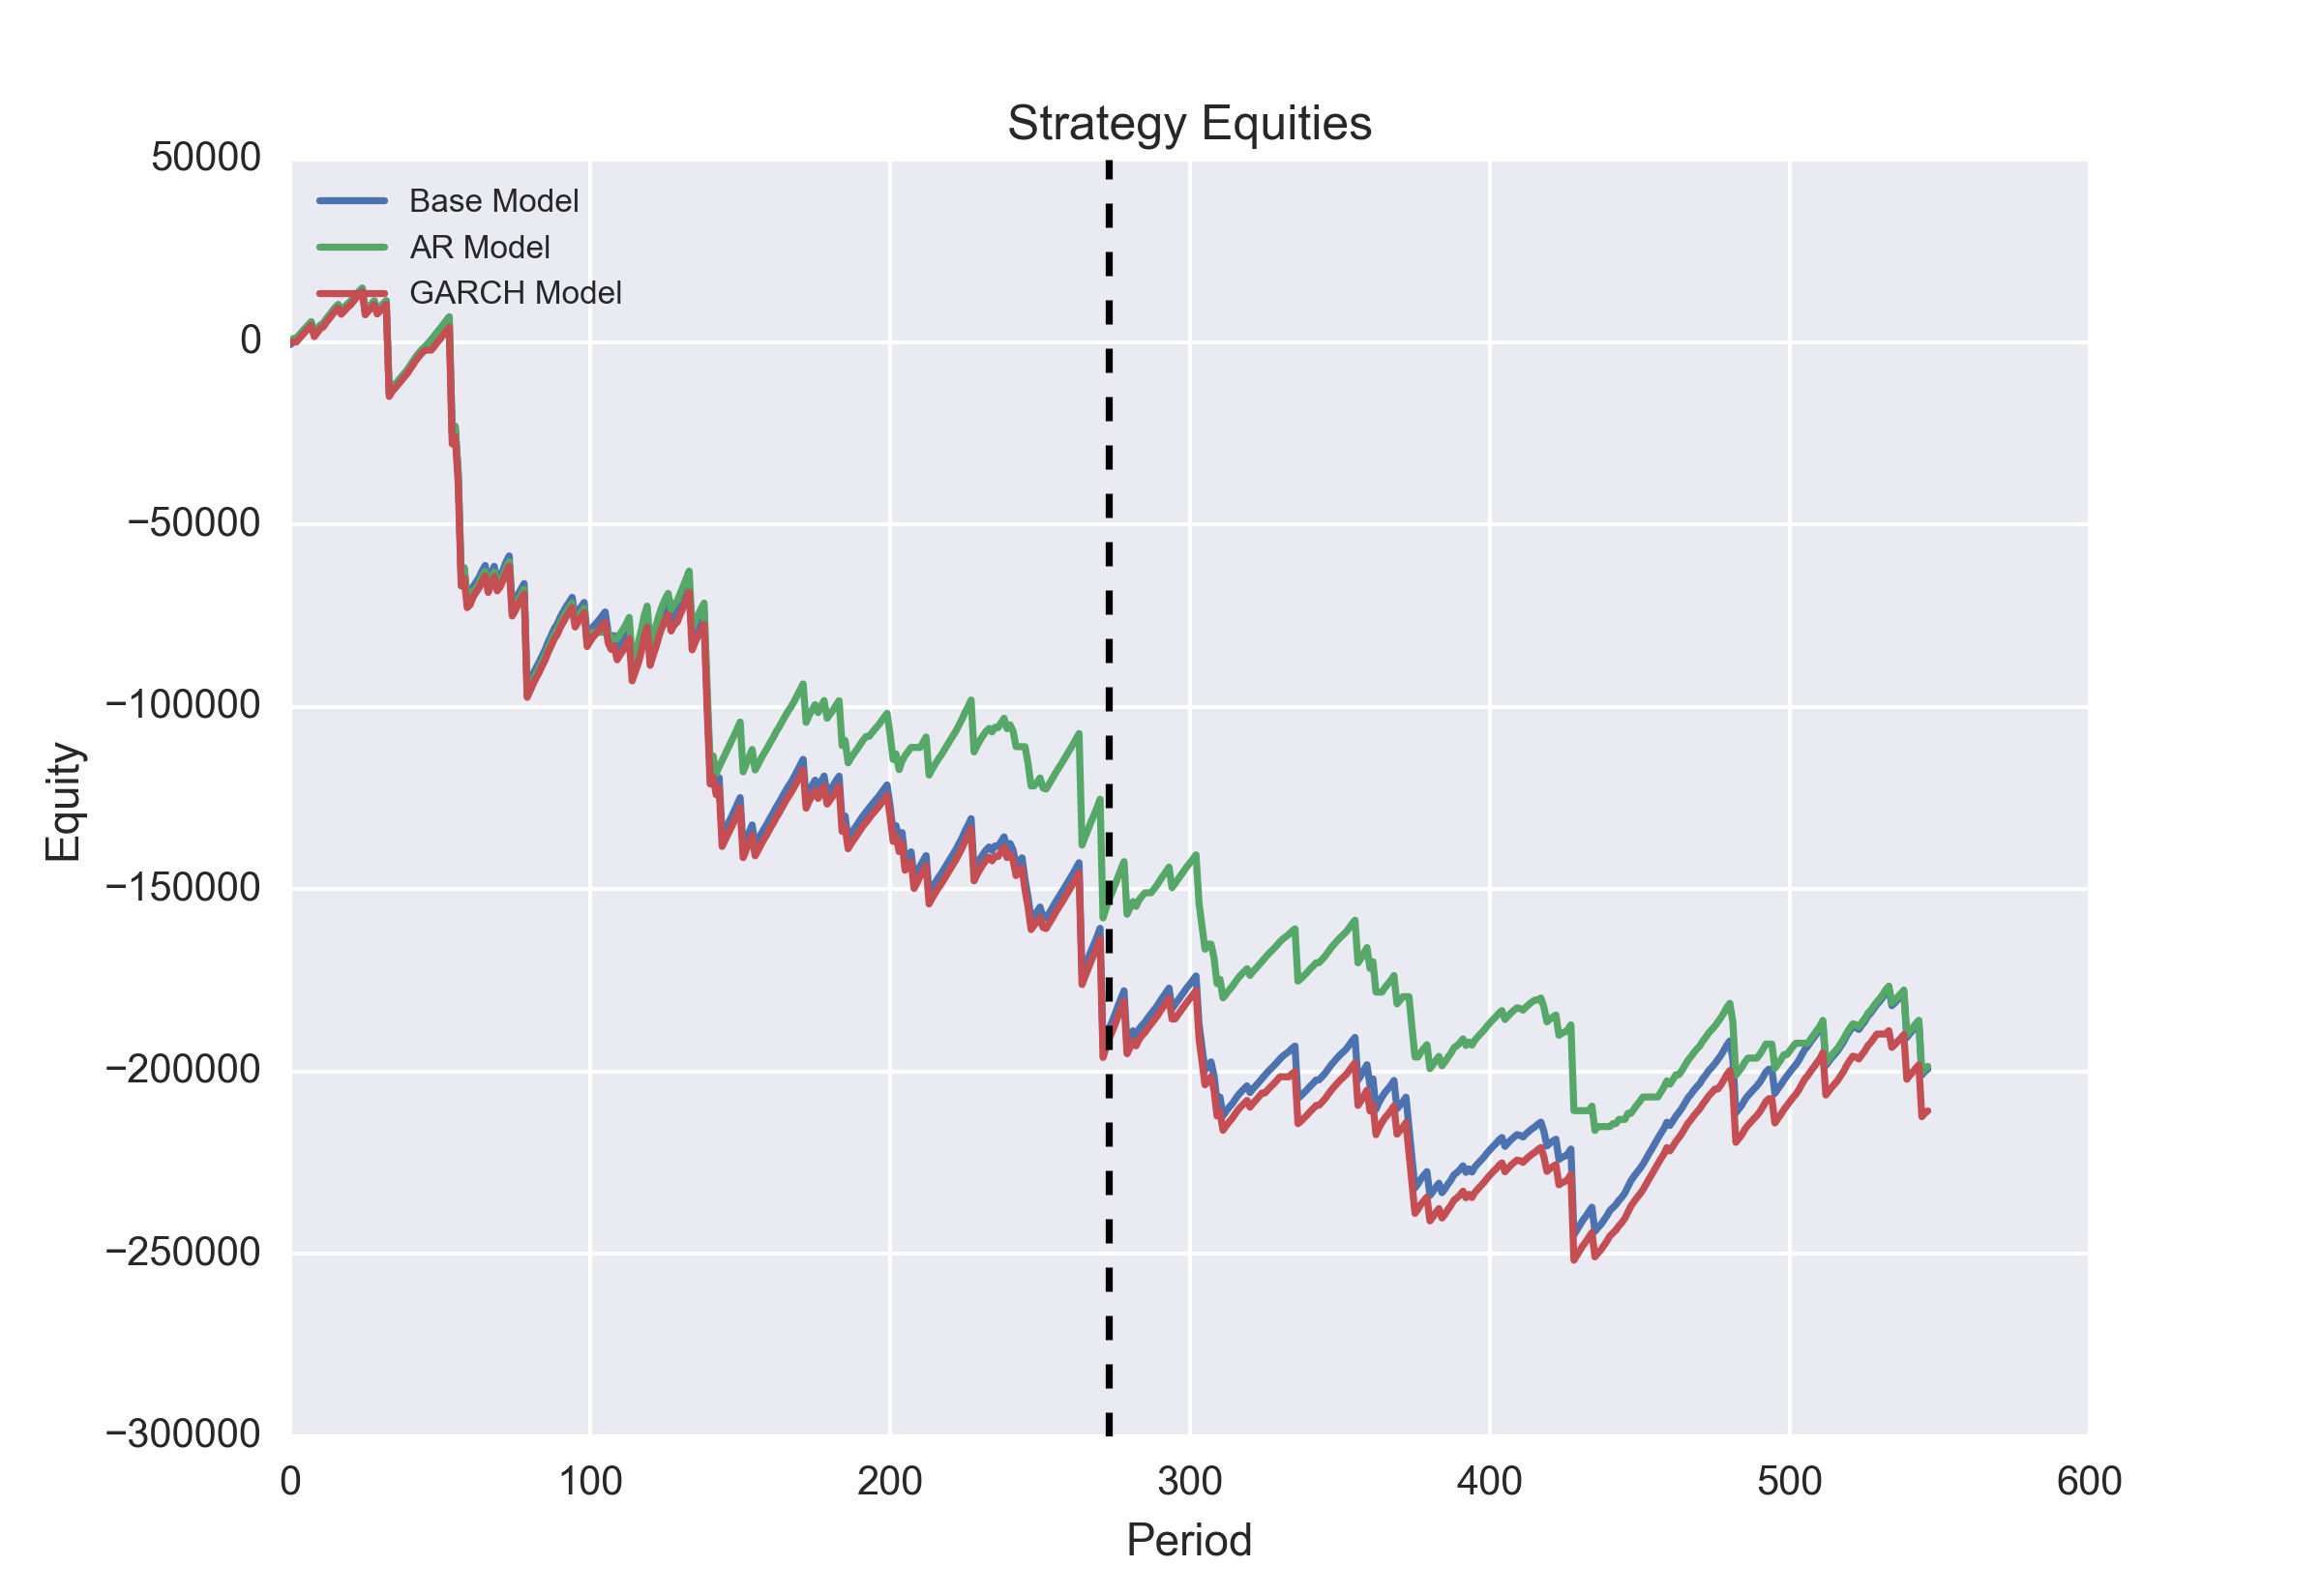 Strategy Equities
50000
0
−50000
−100000
−150000
−200000
−250000
−300000
Equity
Base Model
AR Model
GARCH Model
0 100 200 300 400 500 600
Period